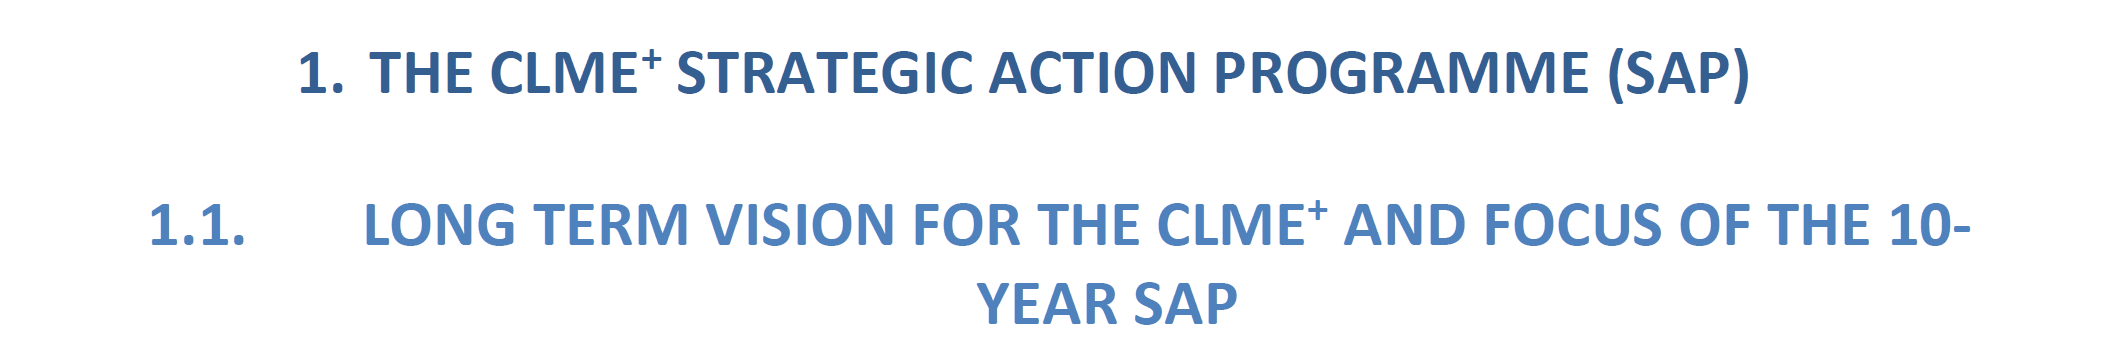 1. THE CLME⁺ STRATEGIC ACTION PROGRAMME (SAP)
1.1. LONG TERM VISION FOR THE CLME⁺ AND FOCUS OF THE 10-
YEAR SAP